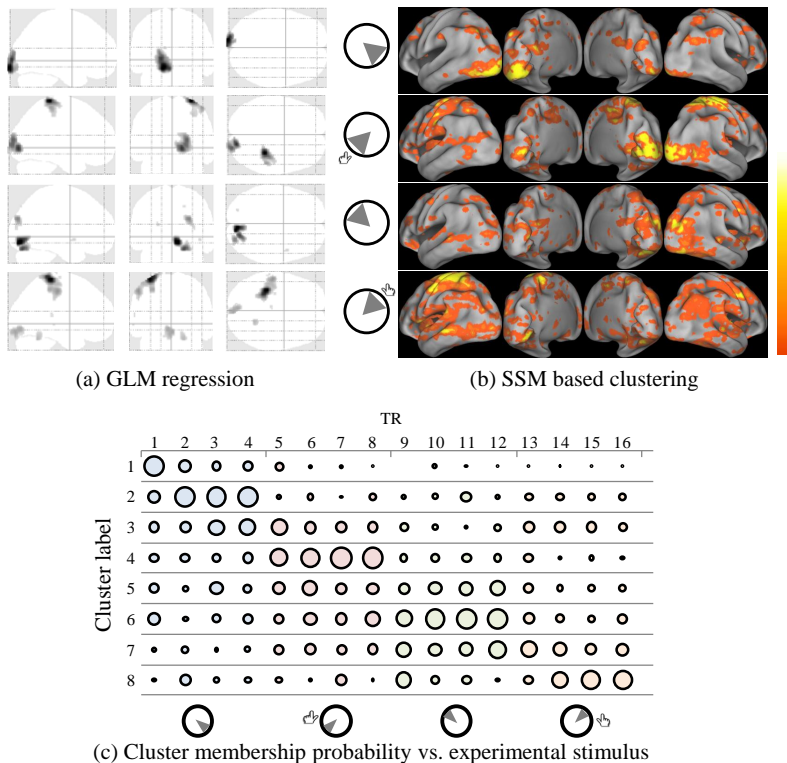 (a) GLM regression
(b) SSM based clustering
TR
1 2 3 4 5 6 7 8 9 10 11 12 13 14 15 16
Cluster label
1
2
3
4
5
6
7
8
(c) Cluster membership probability vs. experimental stimulus